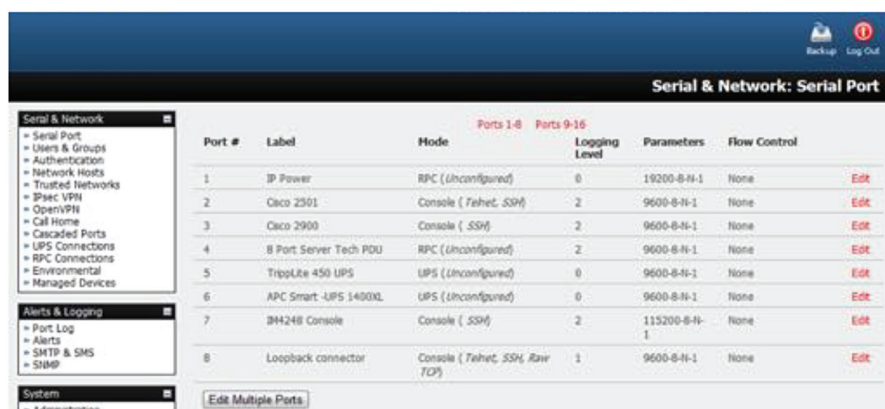 Backup Log Out
Serial & Network: Serial Port
Serial & Network
Serial Port
Users & Groups
Authentication
Network Hosts
Trusted Networks
IPsec VPN
OpenVPN
Call Home
Cascaded Ports
UPS Connections
RPC Connections
Environmental
Managed Devices
Alerts & Logging
Port Log
Alerts
SMTP & SMS
SNMP
System
Administration
Ports 1-8 Ports 9-16
Port # Label Mode Logging Level Parameters Flow Control
1 IP Power RPC (Unconfigured) 0 19200-8-N-1 None Edit
2 Cisco 2501 Console ( Telnet, SSH) 2 9600-8-N-1 None Edit
3 Cisco 2900 Console ( SSH) 2 9600-8-N-1 None Edit
4 8 Port Server Tech PDU RPC (Unconfigured) 2 9600-8-N-1 None Edit
5 TrippLite 450 UPS UPS (Unconfigured) 0 9600-8-N-1 None Edit
6 APC Smart -UPS 1400XL UPS (Unconfigured) 0 9600-8-N-1 None Edit
7 IM4248 Console Console ( SSH) 2 115200-8-N-1 None Edit
8 Loopback connector Console ( Telnet, SSH, Raw TCP) 1 9600-8-N-1 None Edit
Edit Multiple Ports